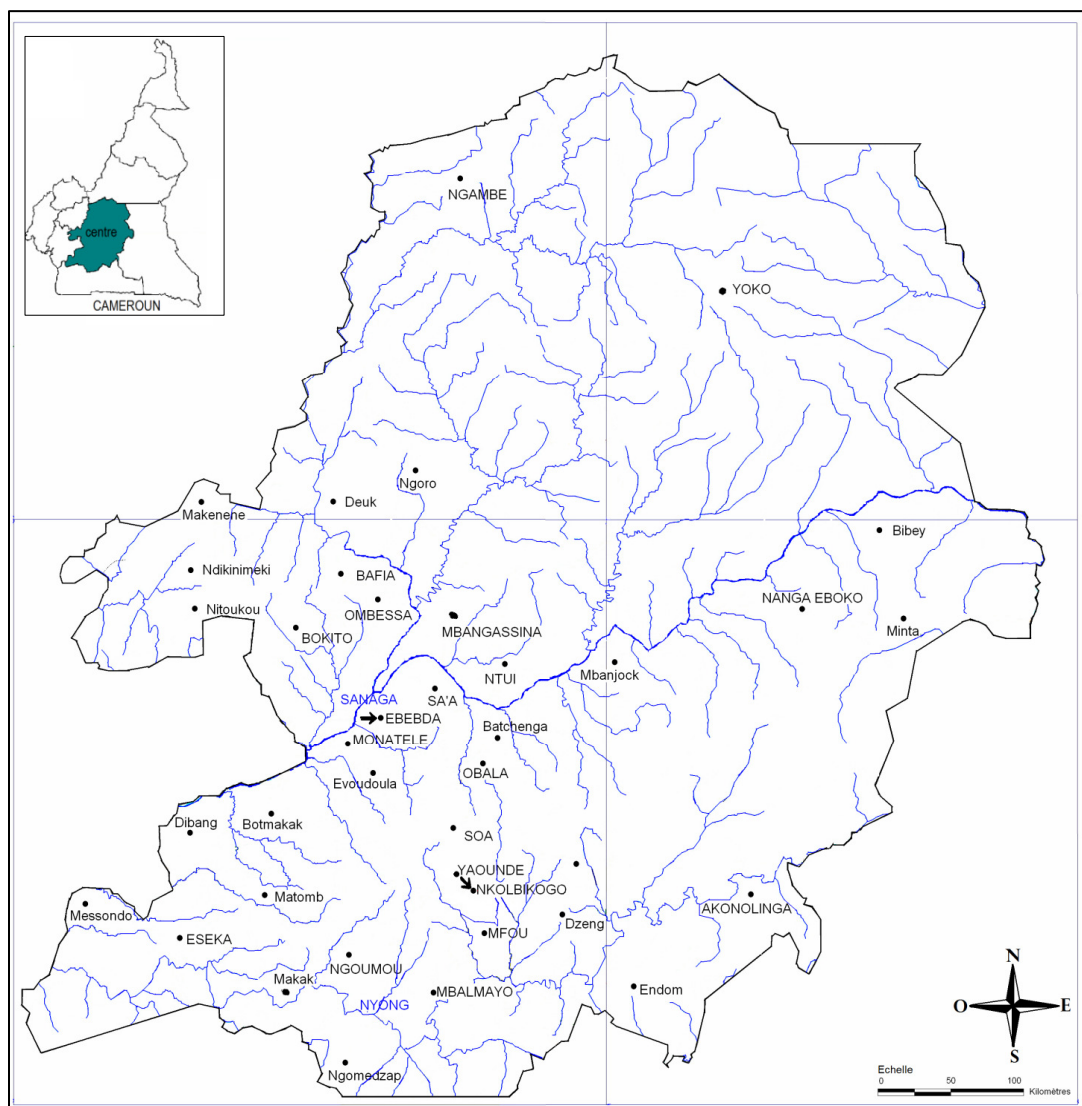 centre
CAMEROUN
NGAMBE
YOKO
Ngoro
Makenene
Deuk
Bibey
Ndikinimeki
BAFIA
Nitoukou
OMBESSA
NANGA EBOKO
BOKITO
MBANGASSINA
Minta
NTUI
Mbanjock
SANAGA
SA'A
EBEBDA
MONATELE
Batchenga
OBALA
Evoudoula
Botmakak
Dibang
SOA
YAOUNDE
NKOLBIKOGO
Matomb
AKONOLINGA
Messondo
Dzeng
ESEKA
MFOU
NGOUMOU
Makak
NYONG
MBALMAYO
Endom
Ngomedzap
N
O
E
S
Echelle
0 50 100
Kilomètres